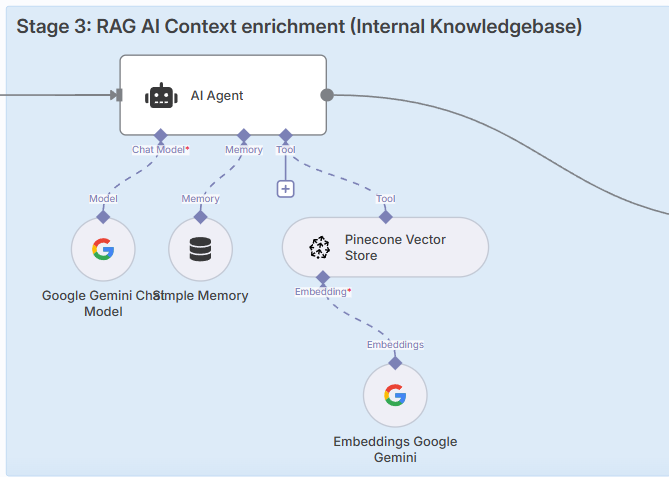 Stage 3: RAG AI Context enrichment (Internal Knowledgebase)
AI Agent
Chat Model*
Memory
Tool
+
Model
Memory
Tool
Pinecone Vector
Store
Google Gemini Chat
Model
Simple Memory
Embedding*
Embeddings
Embeddings Google
Gemini